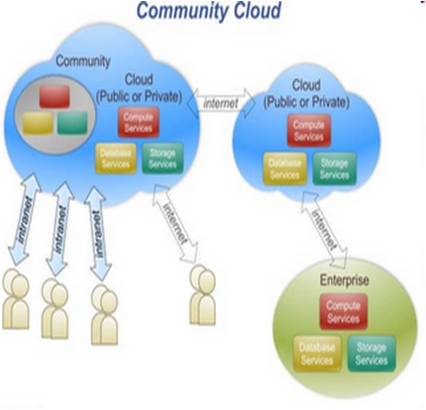 Community Cloud
Community
Cloud
(Public or Private)
Compute
Services
Database
Services
Storage
Services
internet
Cloud
(Public or Private)
Compute
Services
Database
Services
Storage
Services
intranet
intranet
intranet
internet
internet
Enterprise
Compute
Services
Database
Services
Storage
Services